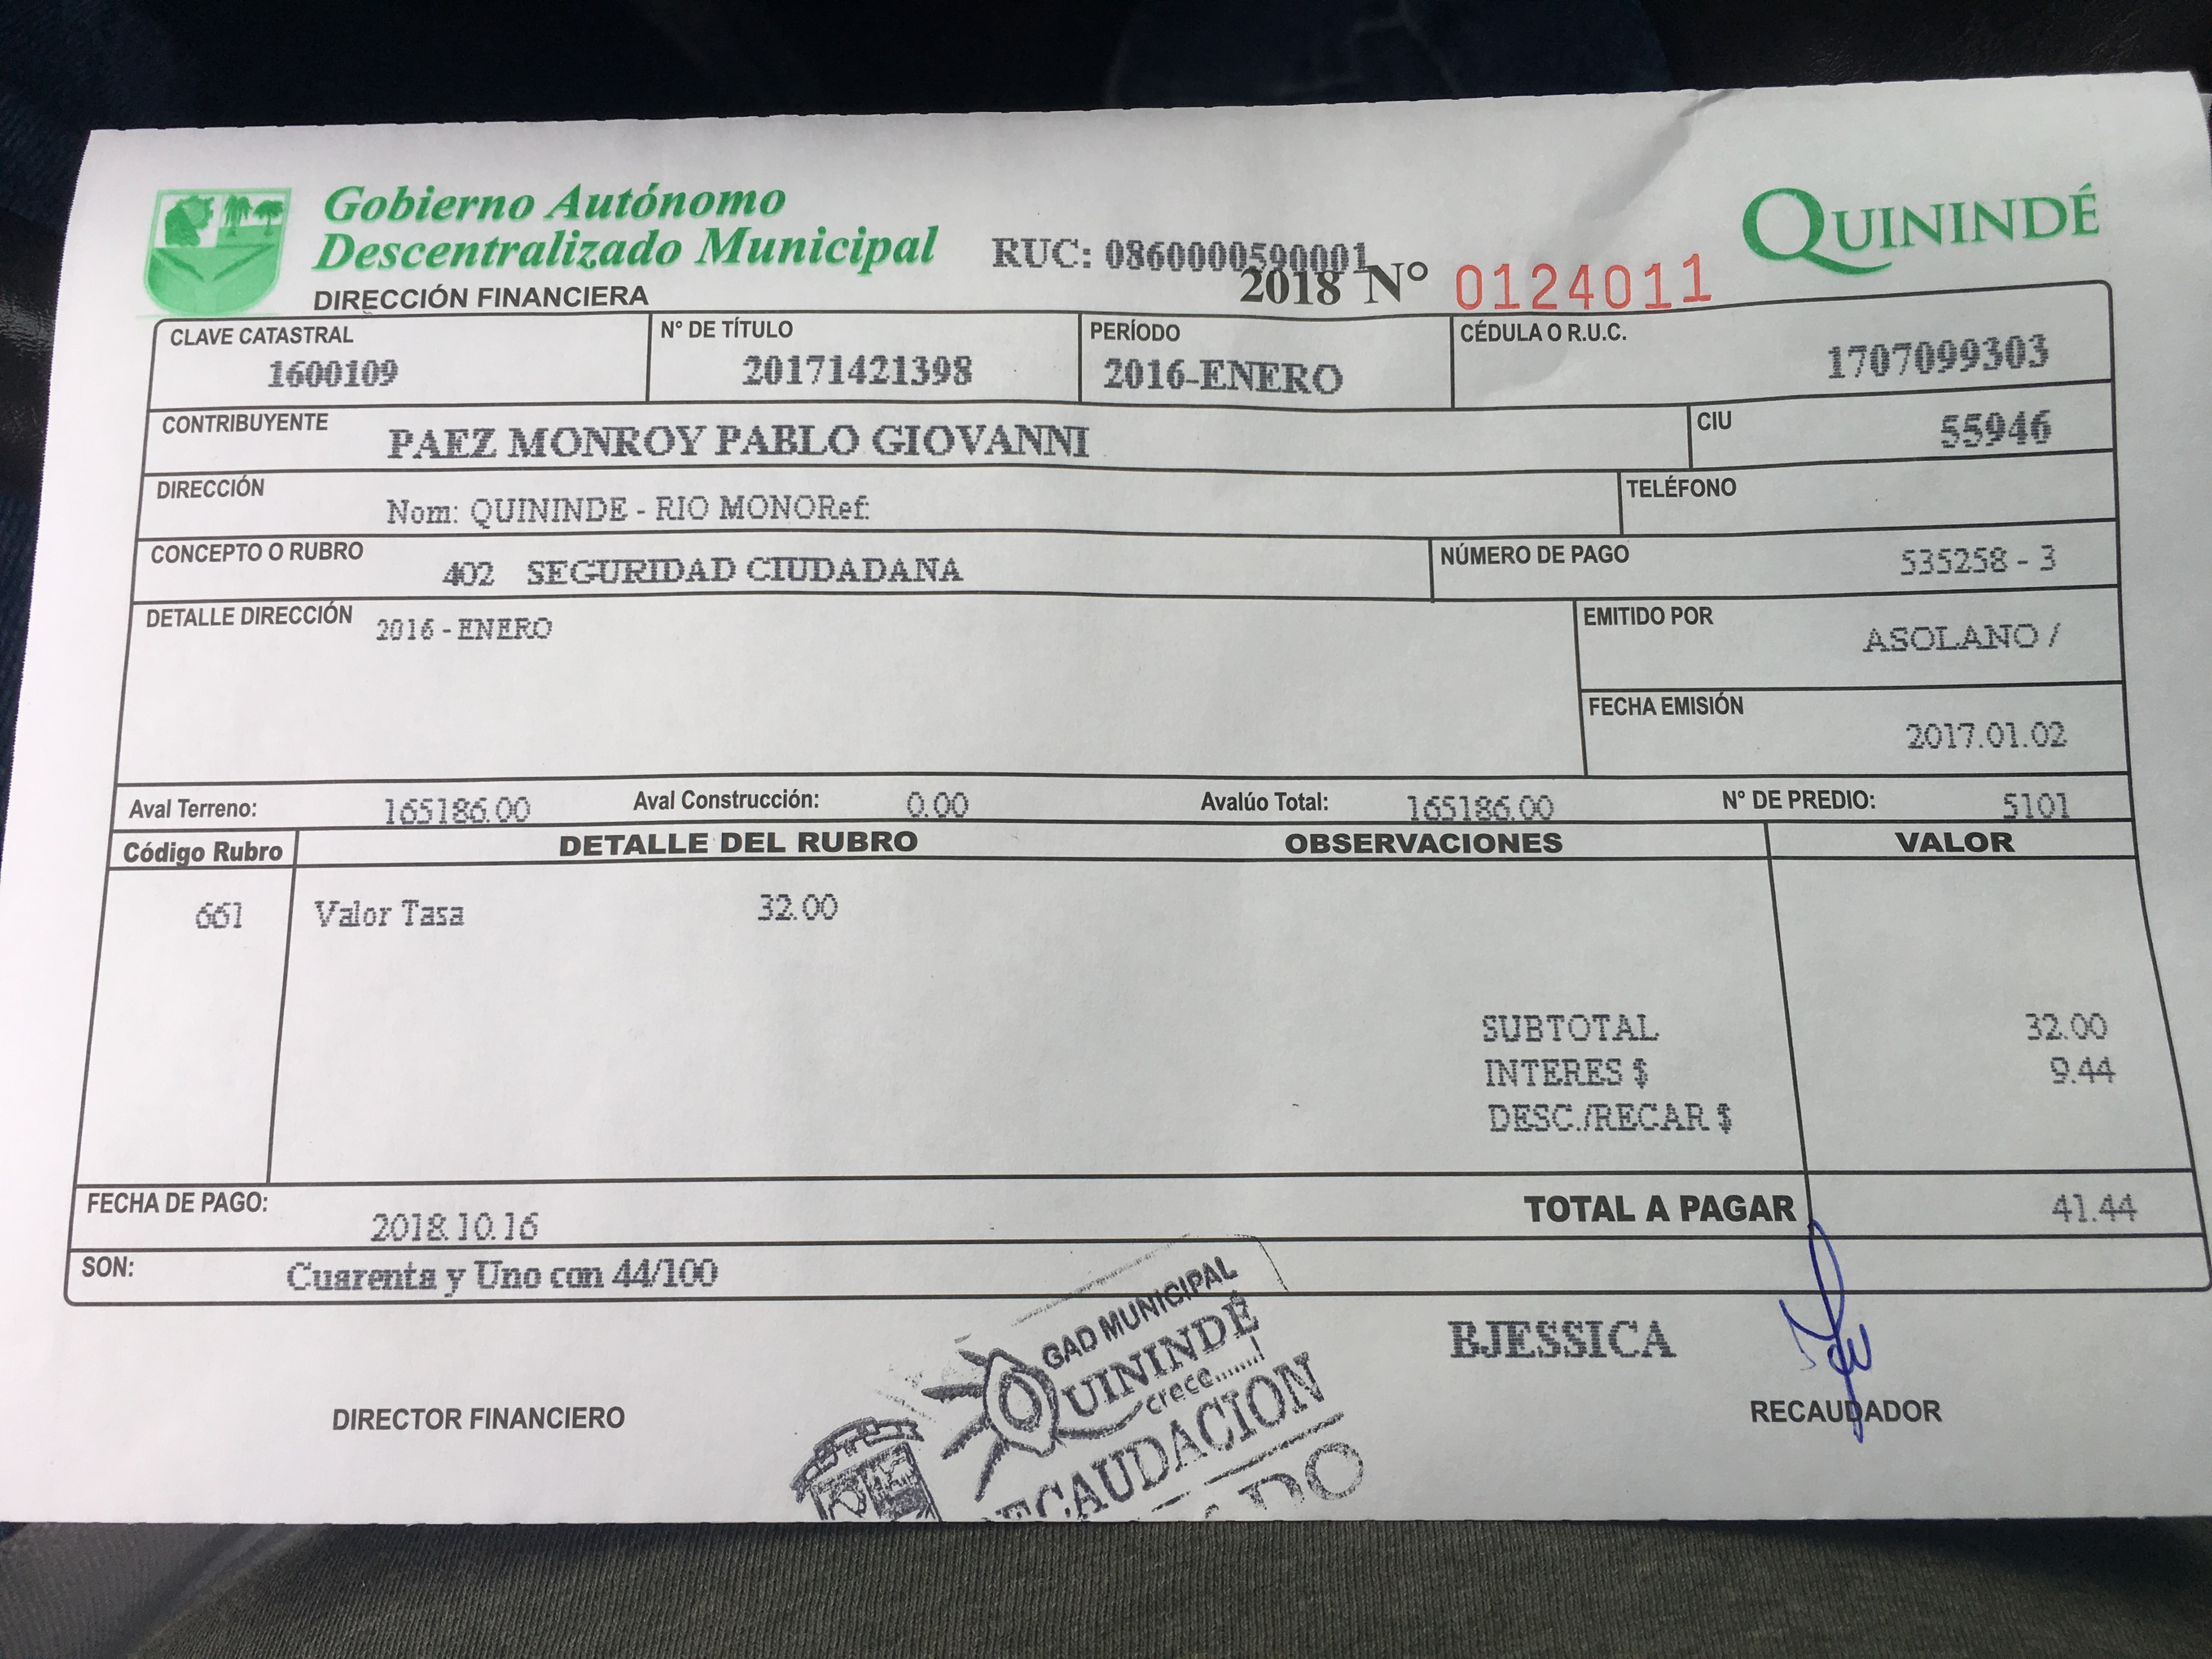 Gobierno Autónomo
Descentralizado Municipal
DIRECCIÓN FINANCIERA
RUC: 0860000590001
2018 N° 0124011
QUININDÉ
CLAVE CATASTRAL
1600109
N° DE TÍTULO
20171421398
PERÍODO
2016-ENERO
CÉDULA O R.U.C.
1707099303
CONTRIBUYENTE PAEZ MONROY PABLO GIOVANNI
CIU 55946
DIRECCIÓN Nom: QUININDE - RIO MONORef:
TELÉFONO
CONCEPTO O RUBRO 402 SEGURIDAD CIUDADANA
NÚMERO DE PAGO 535258 - 3
DETALLE DIRECCIÓN 2016 - ENERO
EMITIDO POR
ASOLANO /
FECHA EMISIÓN
2017.01.02
Aval Terreno: 165186.00 Aval Construcción: 0.00 Avalúo Total: 165186.00 N° DE PREDIO: 5101
Código Rubro DETALLE DEL RUBRO OBSERVACIONES VALOR
661 Valor Tasa 32.00
SUBTOTAL 32.00
INTERES $ 9.44
DESC./RECAR $
FECHA DE PAGO: 2018.10.16
TOTAL A PAGAR 41.44
SON: Cuarenta y Uno con 44/100
GAD MUNICIPAL
QUININDÉ
crece......!
BJESSICA
DIRECTOR FINANCIERO
RECAUDADOR